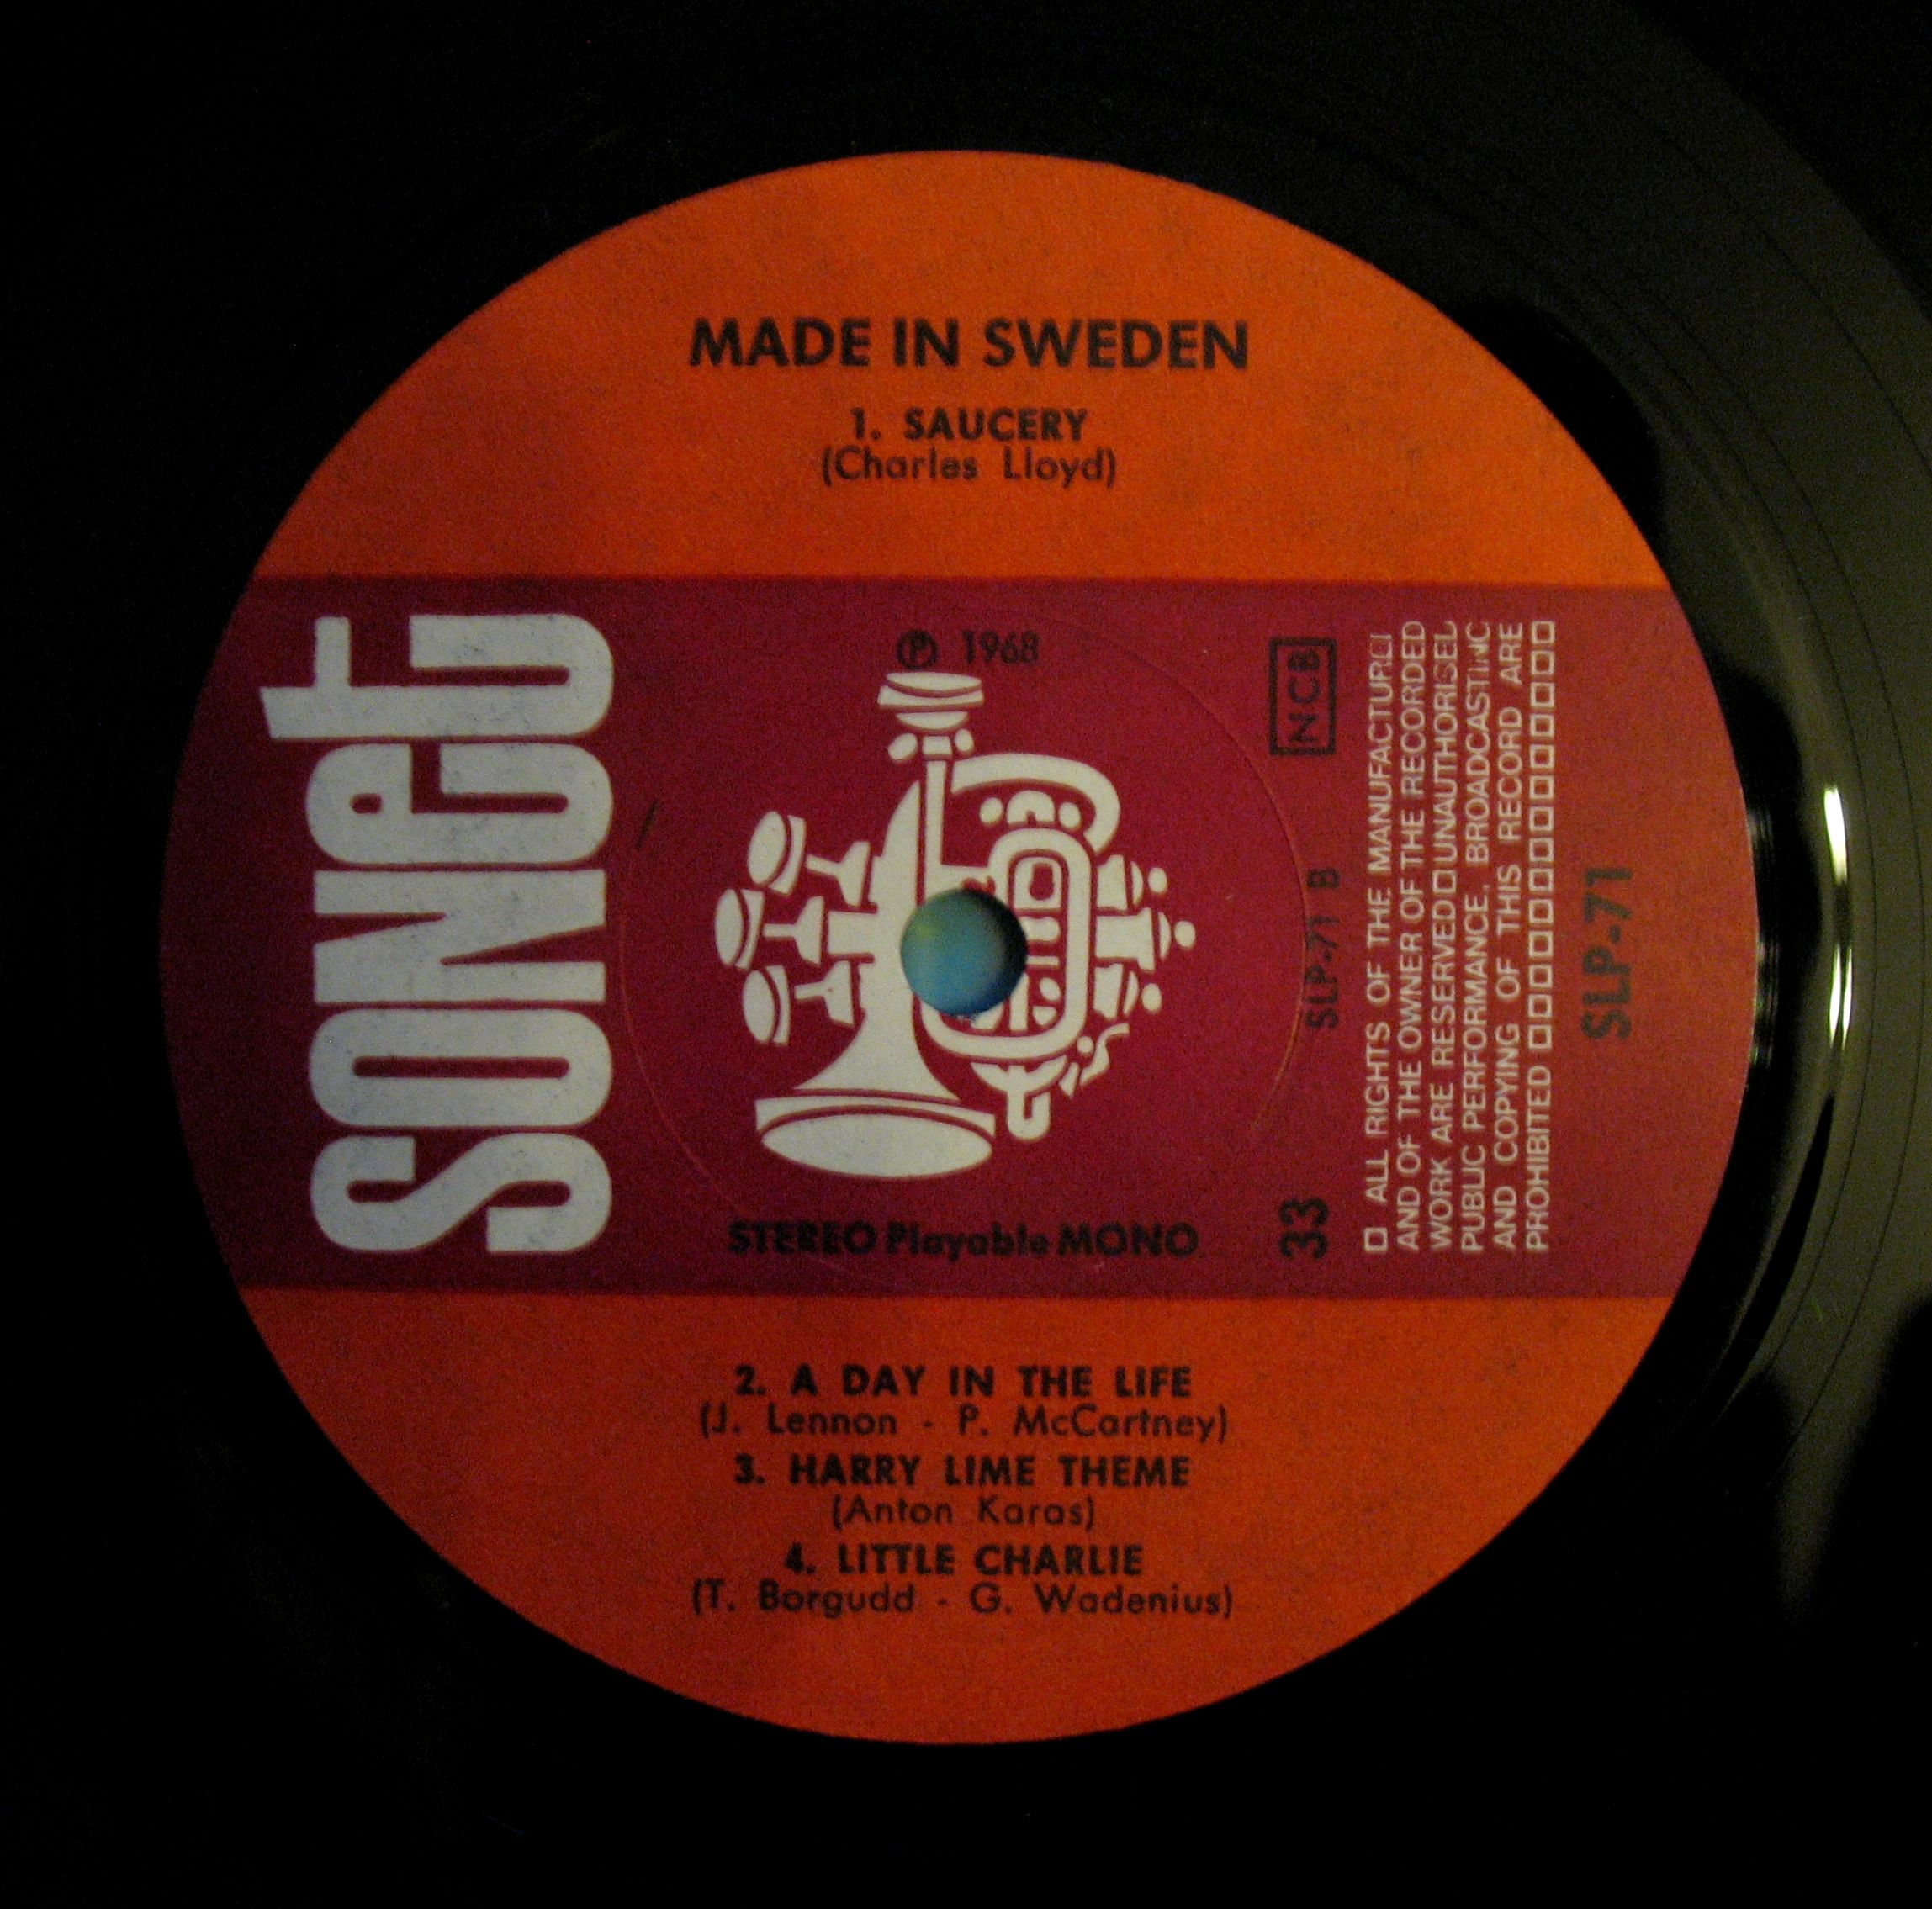 MADE IN SWEDEN
1. SAUCERY
(Charles Lloyd)
SONET
℗ 1968
NCB
SLP-71 B
33
STEREO Playable MONO
□ ALL RIGHTS OF THE MANUFACTURER
AND OF THE OWNER OF THE RECORDED
WORK ARE RESERVED □ UNAUTHORISED
PUBLIC PERFORMANCE, BROADCASTING
AND COPYING OF THIS RECORD ARE
PROHIBITED □□□□□□□□□□□□□□□
SLP-71
2. A DAY IN THE LIFE
(J. Lennon - P. McCartney)
3. HARRY LIME THEME
(Anton Karas)
4. LITTLE CHARLIE
(T. Borgudd - G. Wadenius)